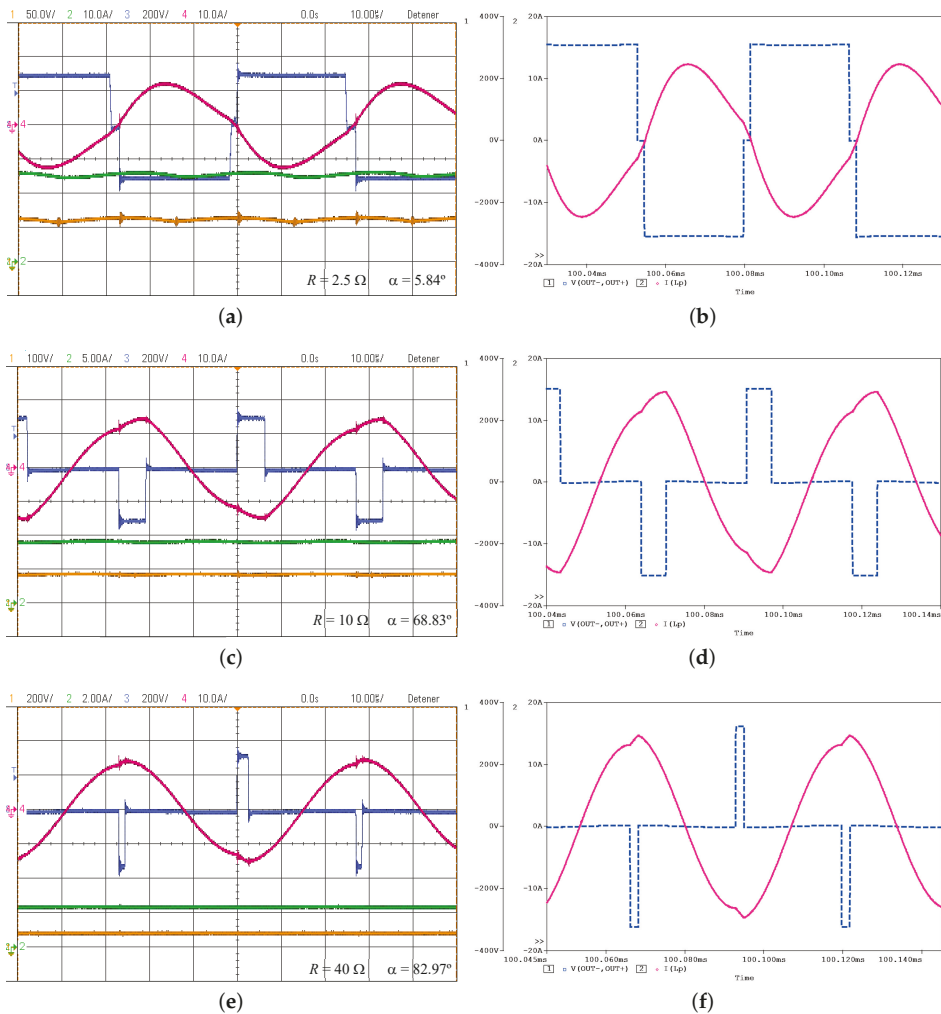 1 50.0V/ 2 10.0A/ 3 200V/ 4 10.0A/ 0.0s 10.00%/ Detener
4
2
R = 2.5 Ω α = 5.84º
(a)
1 400V 2 20A
200V 10A
0V 0A
-200V -10A
-400V -20A
>>
100.04ms 100.06ms 100.08ms 100.10ms 100.12ms
1 V(OUT-,OUT+) 2 I(Lp)
Time
(b)
1 100V/ 2 5.00A/ 3 200V/ 4 10.0A/ 0.0s 10.00%/ Detener
4
2
R = 10 Ω α = 68.83º
(c)
1 400V 2 20A
200V 10A
0V 0A
-200V -10A
-400V -20A
>>
100.04ms 100.06ms 100.08ms 100.10ms 100.12ms 100.14ms
1 V(OUT-,OUT+) 2 I(Lp)
Time
(d)
1 200V/ 2 2.00A/ 3 200V/ 4 10.0A/ 0.0s 10.00%/ Detener
4
2
R = 40 Ω α = 82.97º
(e)
1 400V 2 20A
200V 10A
0V 0A
-200V -10A
-400V -20A
>>
100.045ms 100.060ms 100.080ms 100.100ms 100.120ms 100.140ms
1 V(OUT-,OUT+) 2 I(Lp)
Time
(f)